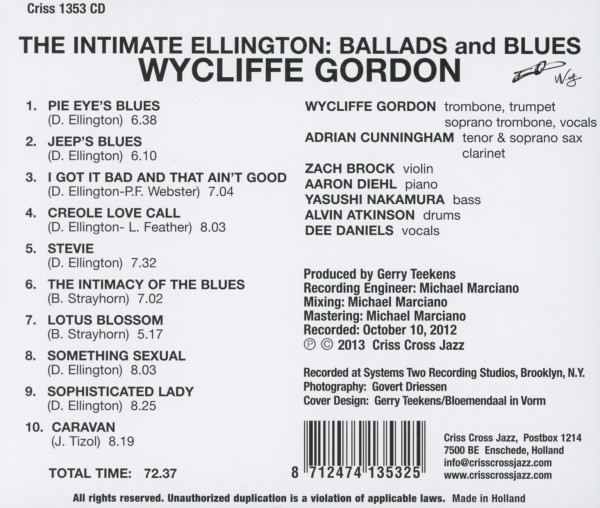 Criss 1353 CD
THE INTIMATE ELLINGTON: BALLADS and BLUES
WYCLIFFE GORDON
1. PIE EYE'S BLUES
(D. Ellington) 6.38
2. JEEP'S BLUES
(D. Ellington) 6.10
3. I GOT IT BAD AND THAT AIN'T GOOD
(D. Ellington-P.F. Webster) 7.04
4. CREOLE LOVE CALL
(D. Ellington- L. Feather) 8.03
5. STEVIE
(D. Ellington) 7.32
6. THE INTIMACY OF THE BLUES
(B. Strayhorn) 7.02
7. LOTUS BLOSSOM
(B. Strayhorn) 5.17
8. SOMETHING SEXUAL
(D. Ellington) 8.03
9. SOPHISTICATED LADY
(D. Ellington) 8.25
10. CARAVAN
(J. Tizol) 8.19
TOTAL TIME: 72.37
WYCLIFFE GORDON trombone, trumpet
soprano trombone, vocals
ADRIAN CUNNINGHAM tenor & soprano sax
clarinet
ZACH BROCK violin
AARON DIEHL piano
YASUSHI NAKAMURA bass
ALVIN ATKINSON drums
DEE DANIELS vocals
Produced by Gerry Teekens
Recording Engineer: Michael Marciano
Mixing: Michael Marciano
Mastering: Michael Marciano
Recorded: October 10, 2012
℗ © 2013 Criss Cross Jazz
Recorded at Systems Two Recording Studios, Brooklyn, N.Y.
Photography: Govert Driessen
Cover Design: Gerry Teekens/Bloemendaal in Vorm
8 712474 135325
Criss Cross Jazz, Postbox 1214
7500 BE Enschede, Holland
info@crisscrossjazz.com
www.crisscrossjazz.com
All rights reserved. Unauthorized duplication is a violation of applicable laws. Made in Holland